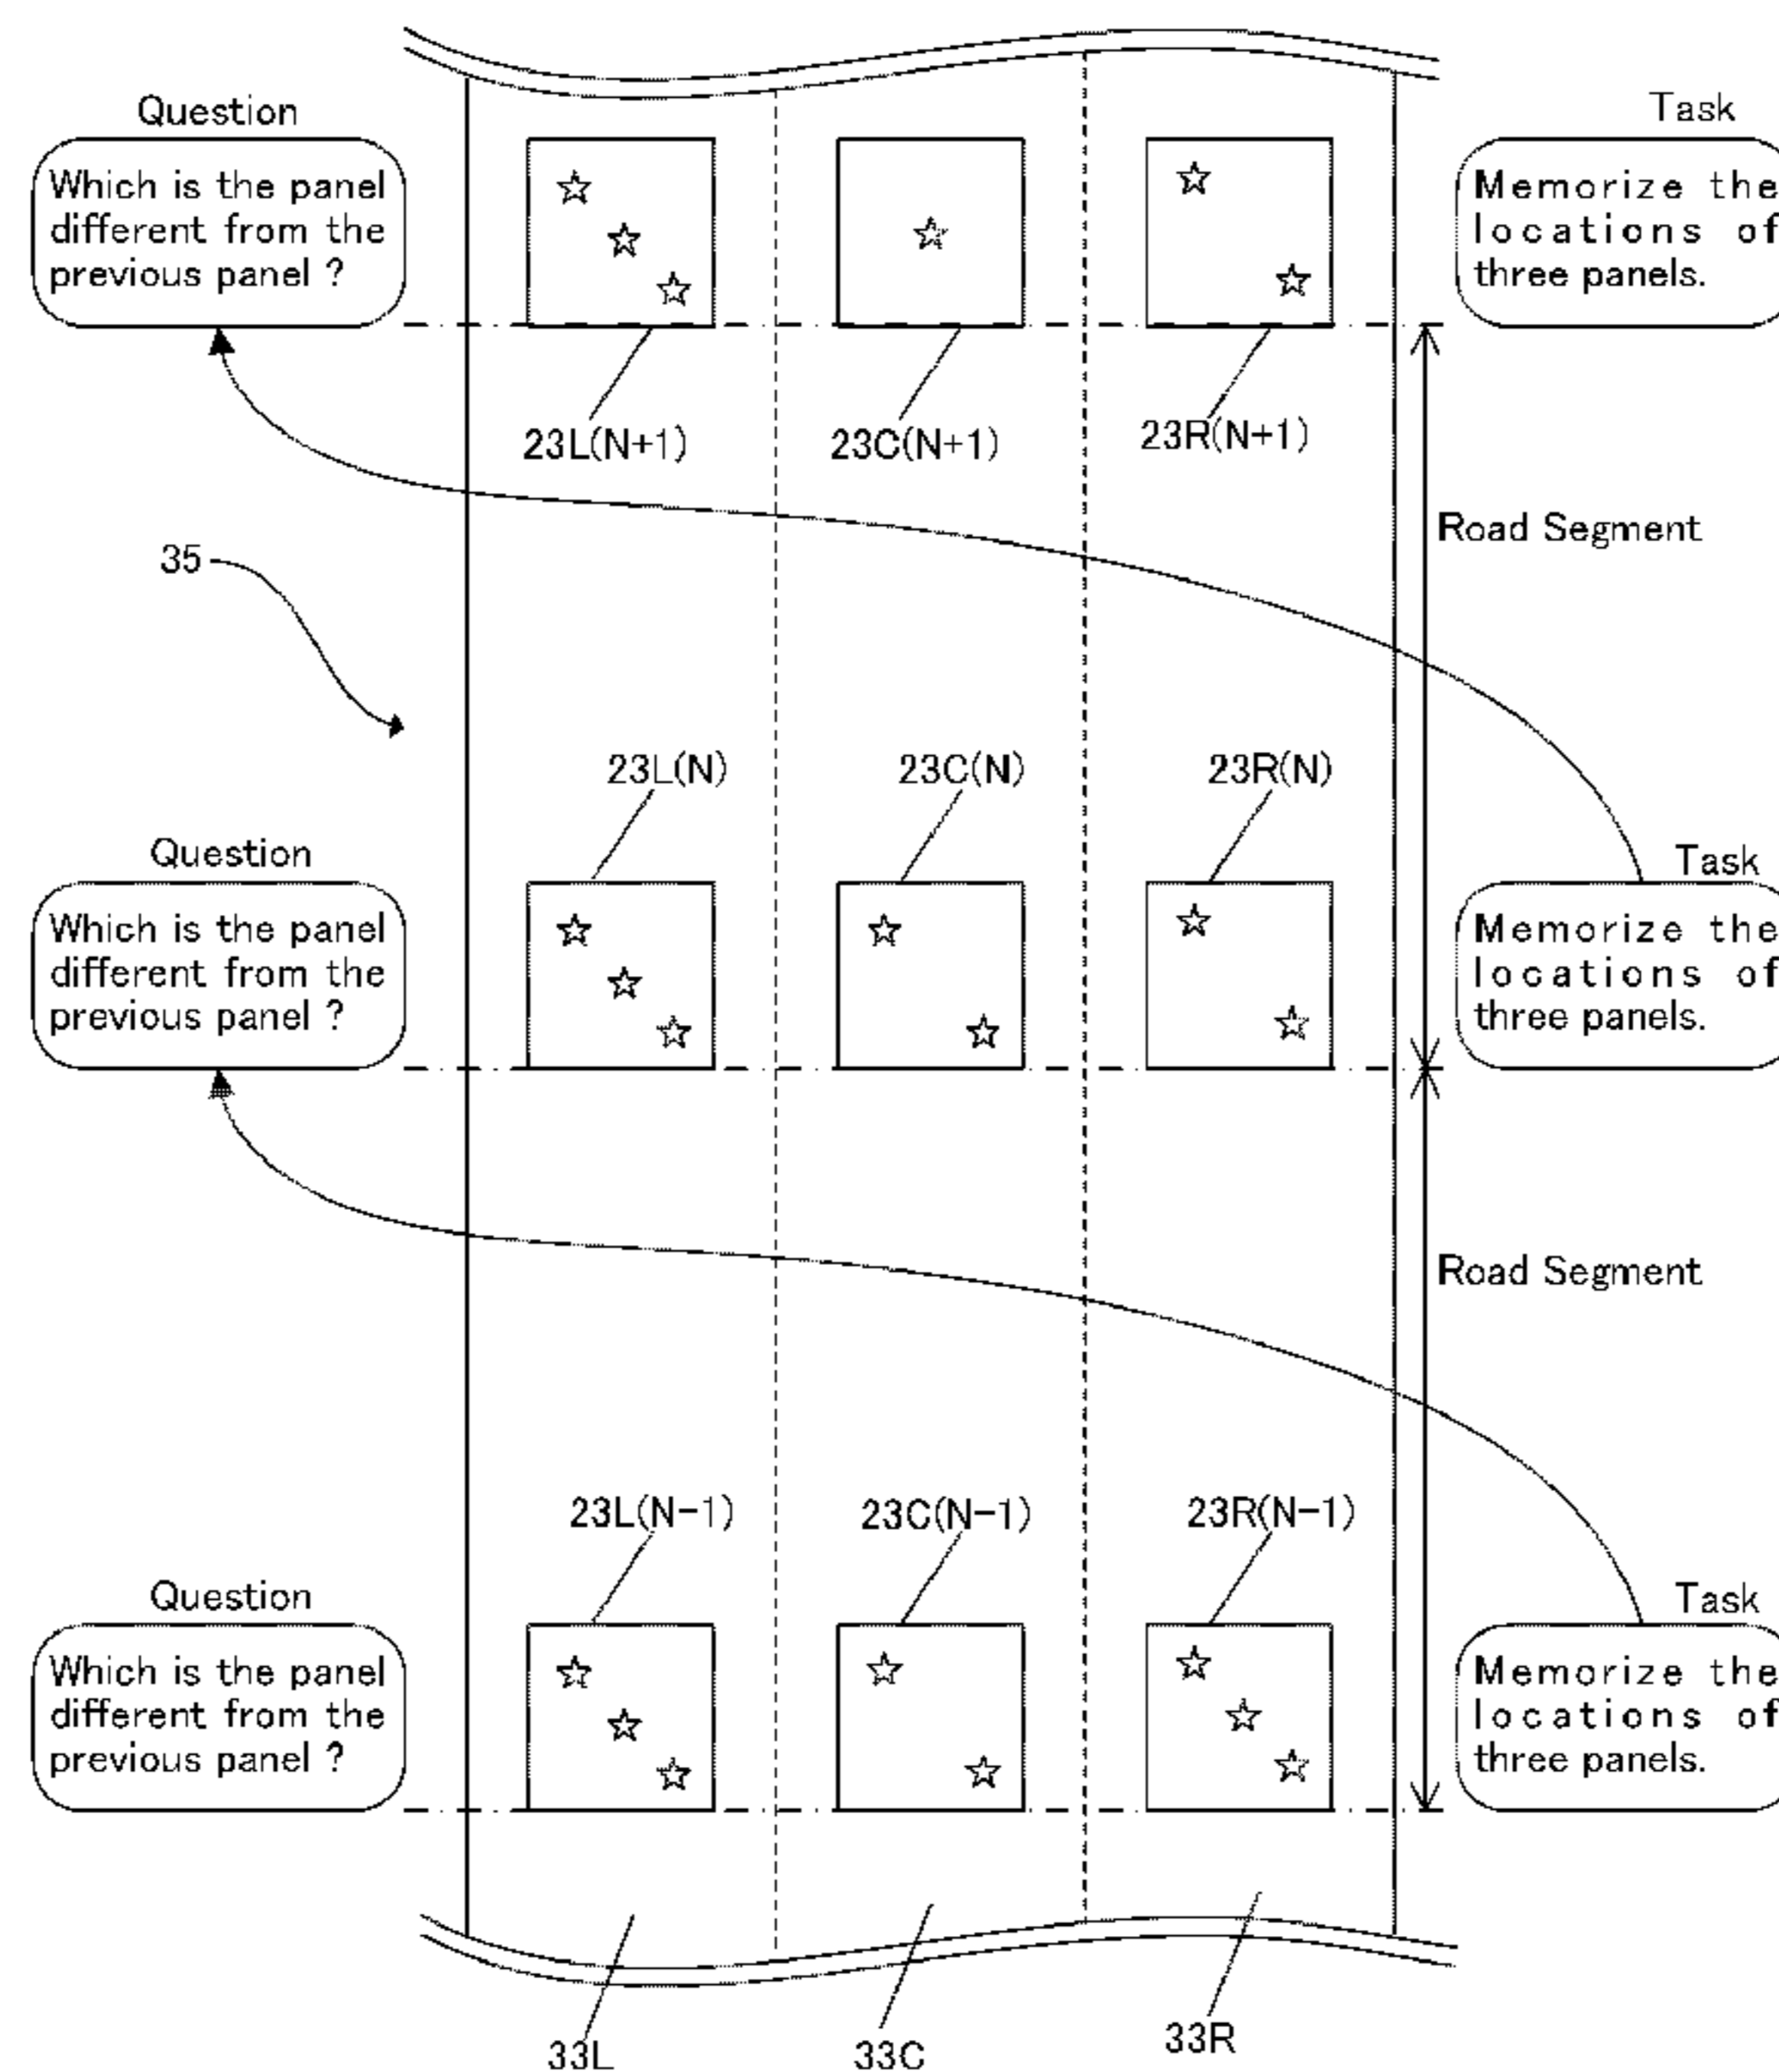 Question
Task
Which is the panel
different from the
previous panel ?
Memorize the
locations of
three panels.
23L(N+1)
23C(N+1)
23R(N+1)
Road Segment
35
23L(N)
23C(N)
23R(N)
Question
Task
Which is the panel
different from the
previous panel ?
Memorize the
locations of
three panels.
Road Segment
23L(N-1)
23C(N-1)
23R(N-1)
Question
Task
Which is the panel
different from the
previous panel ?
Memorize the
locations of
three panels.
33L
33C
33R